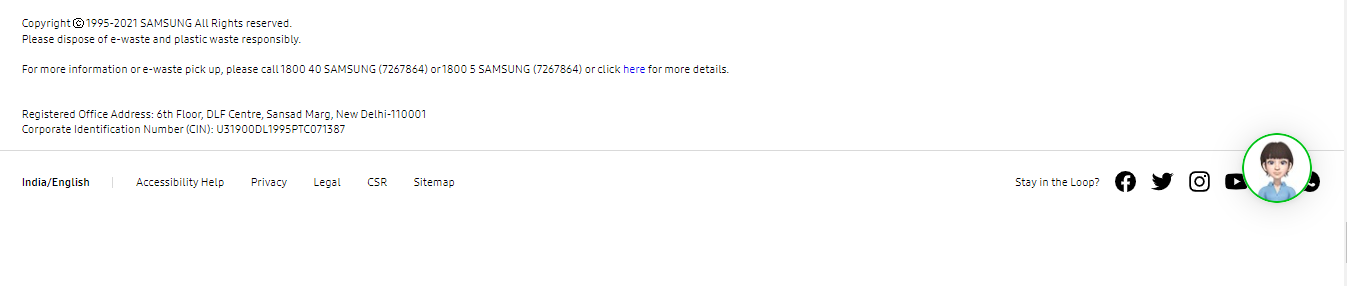 Copyright © 1995-2021 SAMSUNG All Rights reserved.
Please dispose of e-waste and plastic waste responsibly.
For more information or e-waste pick up, please call 1800 40 SAMSUNG (7267864) or 1800 5 SAMSUNG (7267864) or click here for more details.
Registered Office Address: 6th Floor, DLF Centre, Sansad Marg, New Delhi-110001
Corporate Identification Number (CIN): U31900DL1995PTC071387
India/English Accessibility Help Privacy Legal CSR Sitemap Stay in the Loop?